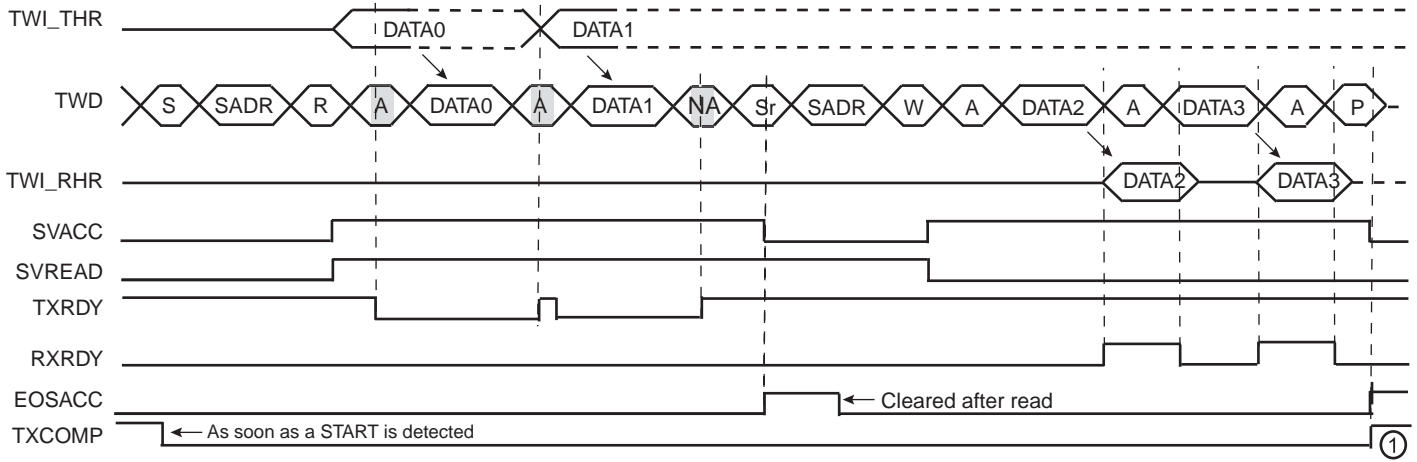 TWI_THR DATA0 DATA1
TWD S SADR R A DATA0 A DATA1 NA Sr SADR W A DATA2 A DATA3 A P
TWI_RHR DATA2 DATA3
SVACC
SVREAD
TXRDY
RXRDY
EOSACC Cleared after read
TXCOMP As soon as a START is detected 1